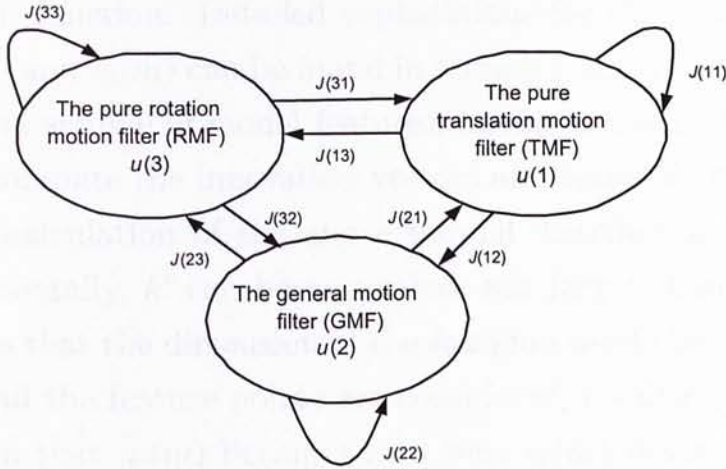 J(33)
J(31)
J(11)
The pure rotation
motion filter (RMF)
u(3)
The pure
translation motion
filter (TMF)
u(1)
J(13)
J(32)
J(21)
J(23)
J(12)
The general motion
filter (GMF)
u(2)
J(22)